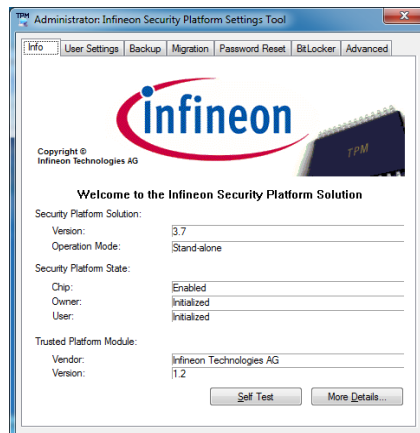 TPM Administrator: Infineon Security Platform Settings Tool
Info User Settings Backup Migration Password Reset BitLocker Advanced
infineon
Copyright ©
Infineon Technologies AG
TPM
Welcome to the Infineon Security Platform Solution
Security Platform Solution:
Version: 3.7
Operation Mode: Stand-alone
Security Platform State:
Chip: Enabled
Owner: Initialized
User: Initialized
Trusted Platform Module:
Vendor: Infineon Technologies AG
Version: 1.2
Self Test More Details...